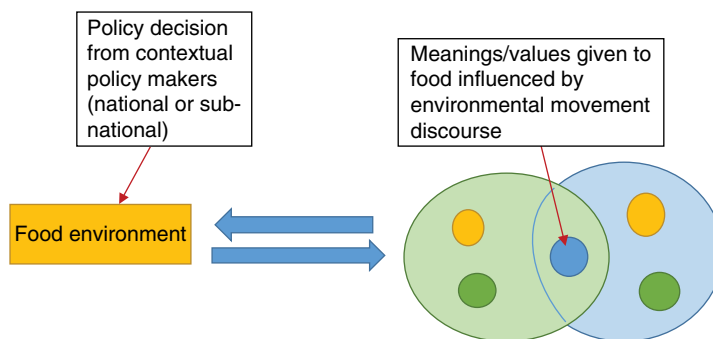 Policy decision
from contextual
policy makers
(national or sub-
national)
Meanings/values given to
food influenced by
environmental movement
discourse
Food environment